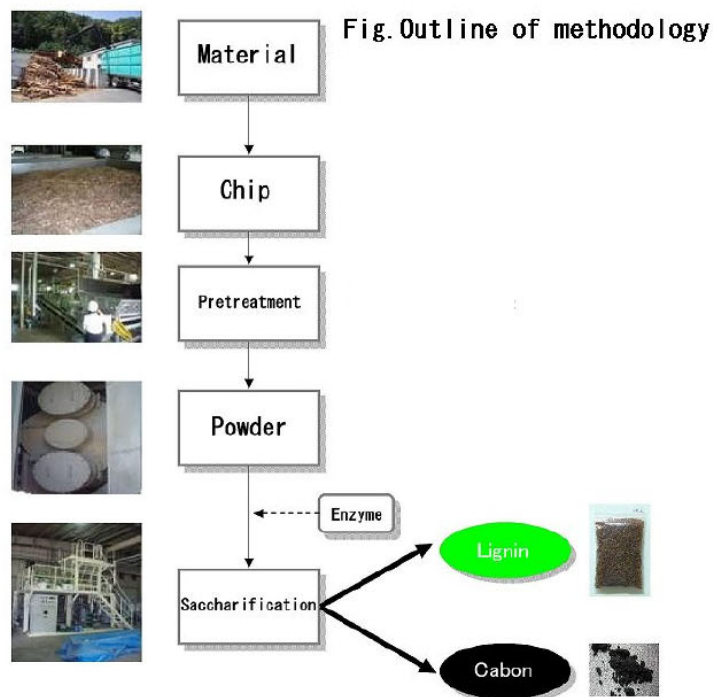 Fig.Outline of methodology
Material
Chip
Pretreatment
Powder
Enzyme
Lignin
Saccharification
Cabon